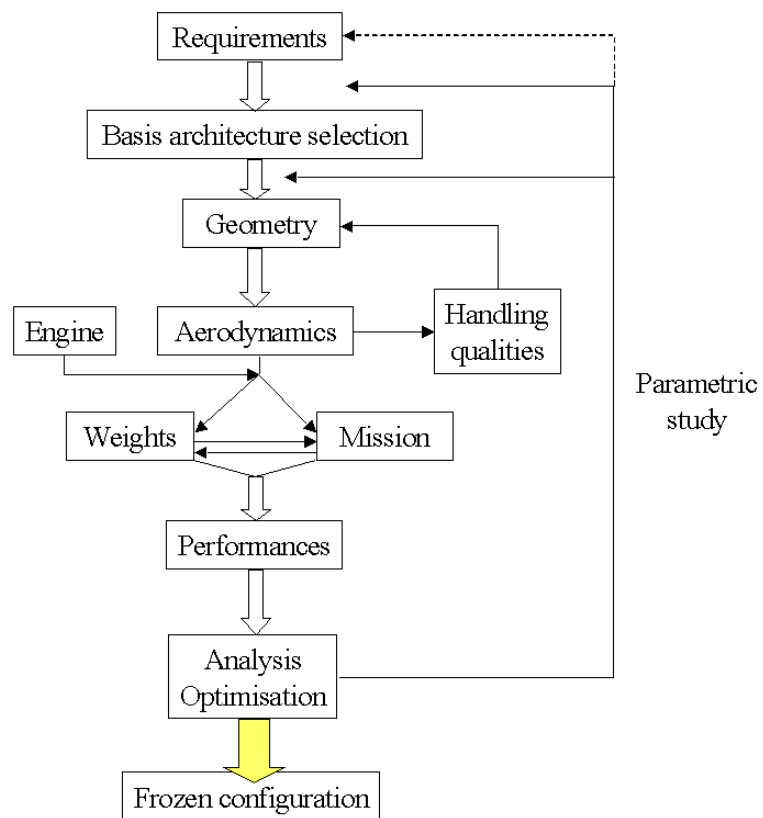 Requirements
Basis architecture selection
Geometry
Engine
Aerodynamics
Handling
qualities
Parametric
study
Weights
Mission
Performances
Analysis
Optimisation
Frozen configuration